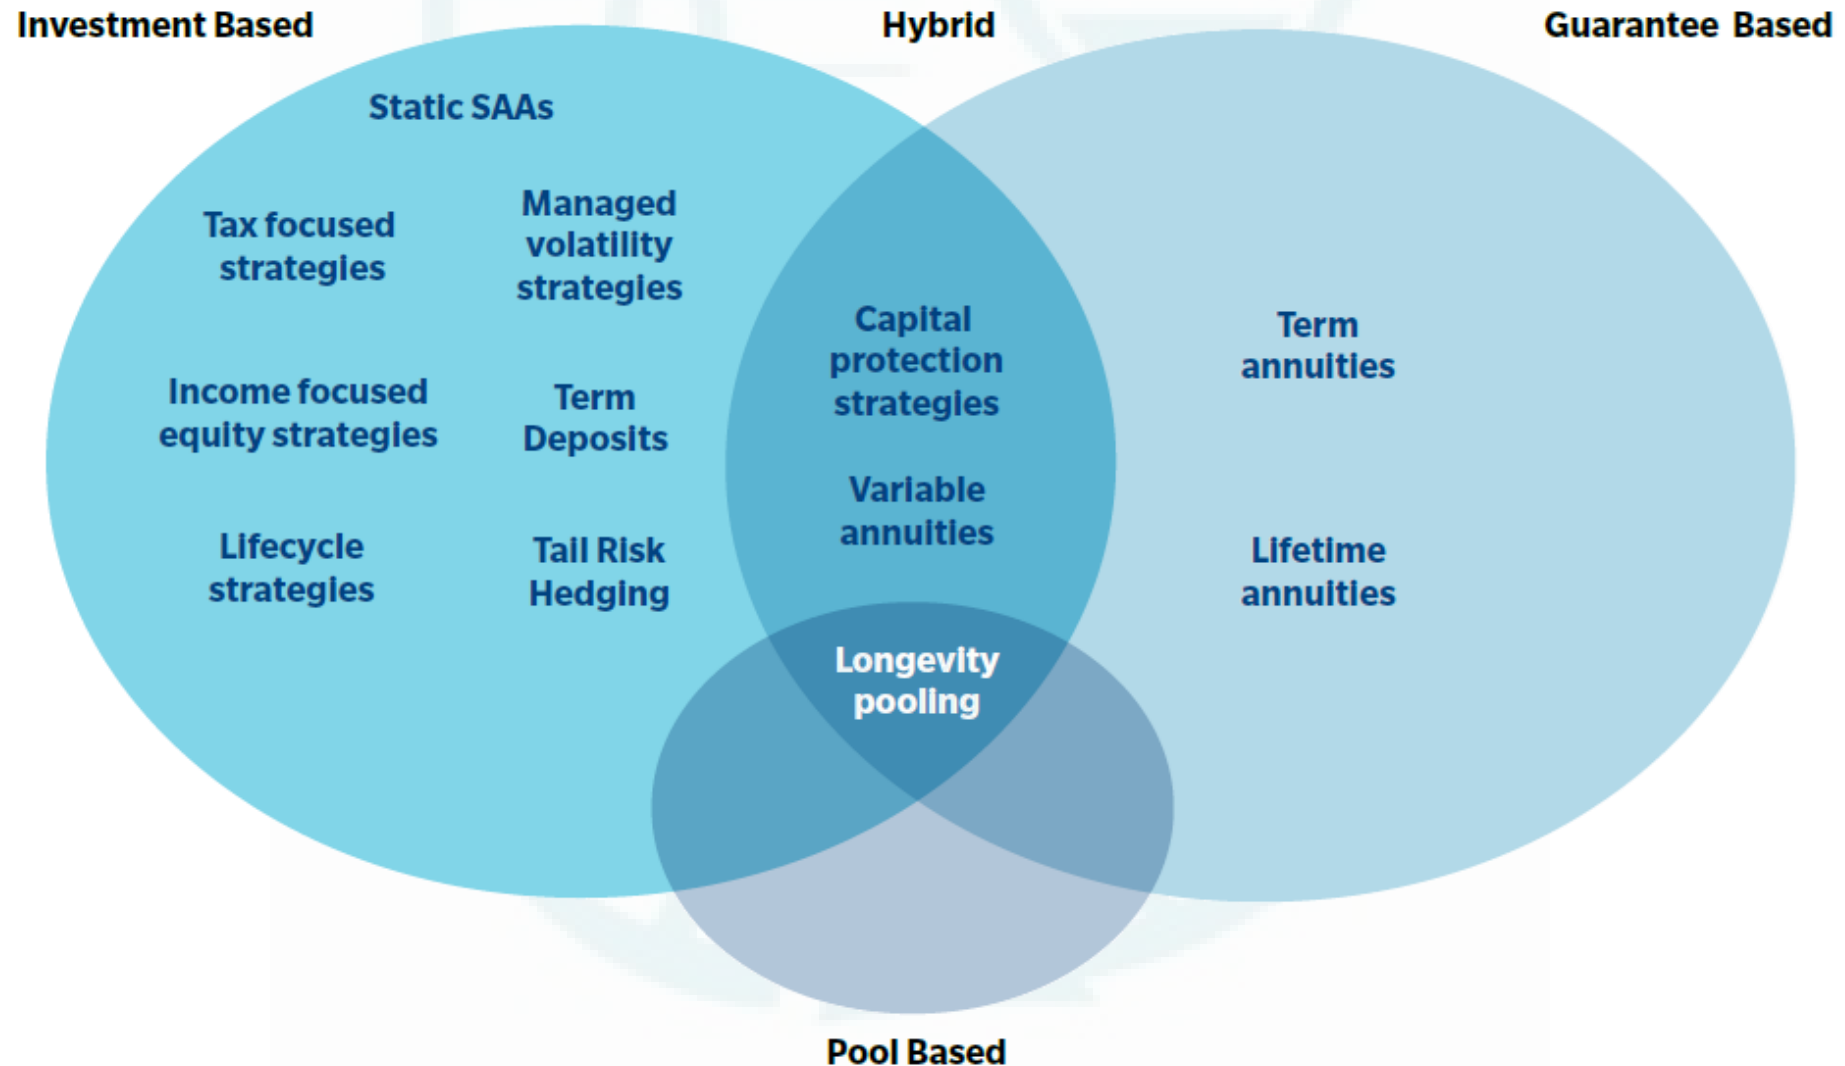 Investment Based
Hybrid
Guarantee Based
Static SAAs
Tax focused
strategies
Managed
volatility
strategies
Income focused
equity strategies
Term
Deposits
Lifecycle
strategies
Tail Risk
Hedging
Capital
protection
strategies
Variable
annuities
Longevity
pooling
Term
annuities
Lifetime
annuities
Pool Based